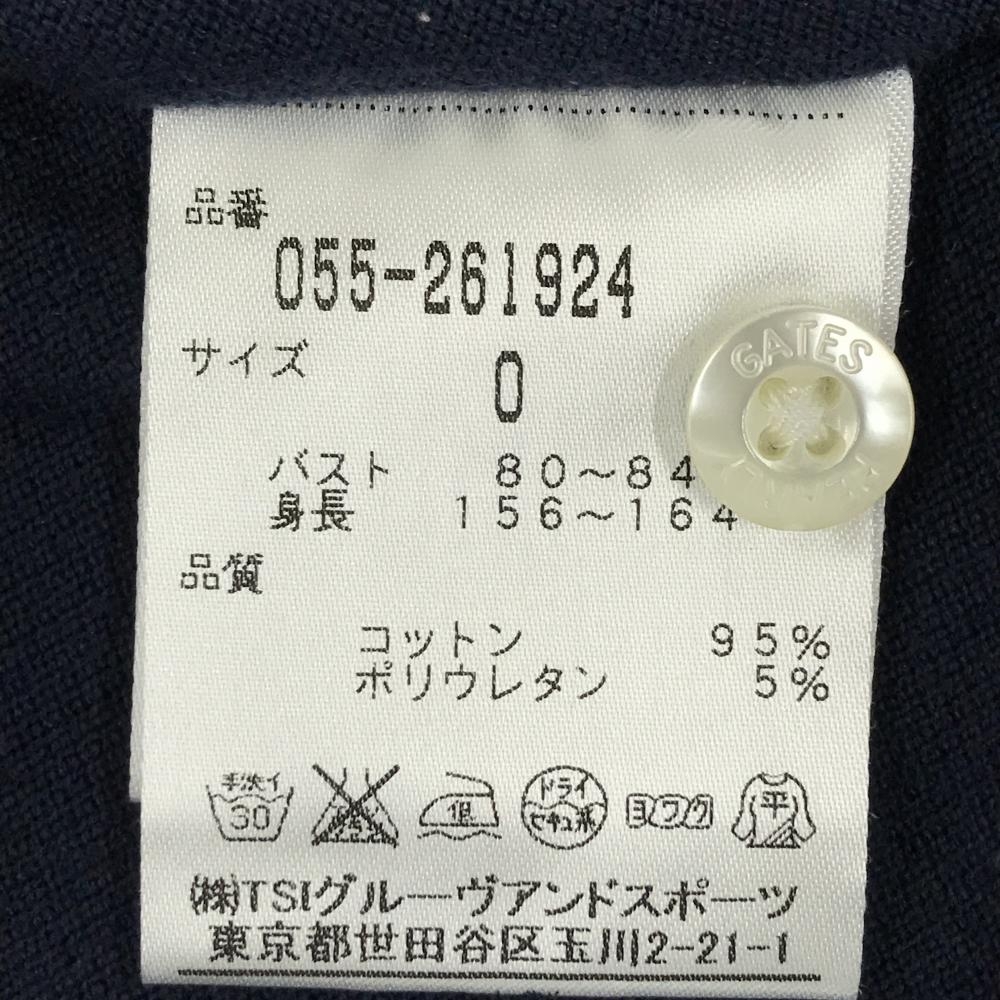 品番
055-261924
サイズ 0
GATES
バスト 80～84
身長 156～164
品質
コットン 95%
ポリウレタン 5%
手洗イ 30 低 ドライ セキユ系 ヨワク 平
(株)TSIグルーヴアンドスポーツ
東京都世田谷区玉川2-21-1